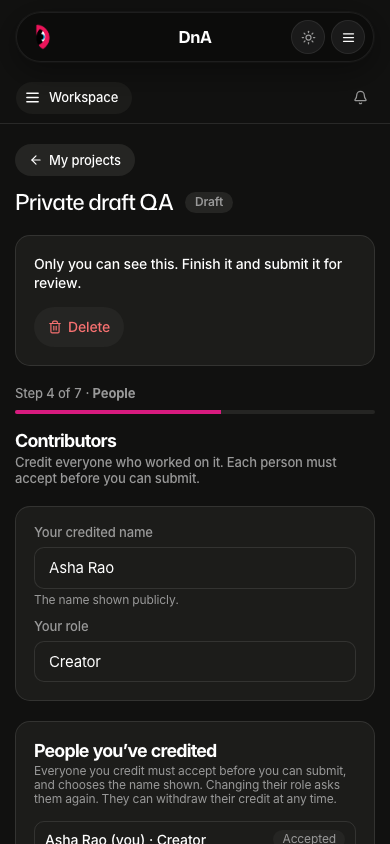 DnA
Workspace
My projects
Private draft QA
Draft
Only you can see this. Finish it and submit it for
review.
Delete
Step 4 of 7 · People
Contributors
Credit everyone who worked on it. Each person must
accept before you can submit.
Your credited name
Asha Rao
The name shown publicly.
Your role
Creator
People you’ve credited
Everyone you credit must accept before you can submit,
and chooses the name shown. Changing their role asks
them again. They can withdraw their credit at any time.
Asha Rao (you) · Creator
Accepted